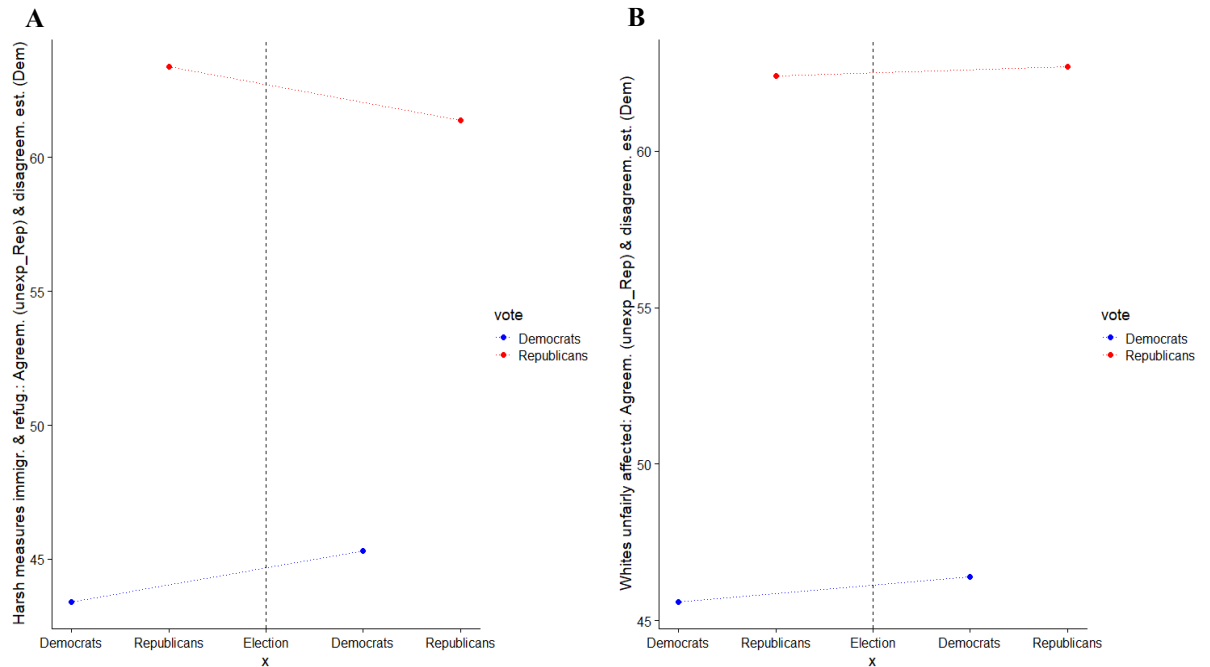 A
Harsh measures immigr. & refug.: Agreem. (unexp_Rep) & disagreem. est. (Dem)
60
55
50
45
Democrats Republicans Election Democrats Republicans
x
vote
Democrats
Republicans
B
Whites unfairly affected: Agreem. (unexp_Rep) & disagreem. est. (Dem)
60
55
50
45
Democrats Republicans Election Democrats Republicans
x
vote
Democrats
Republicans